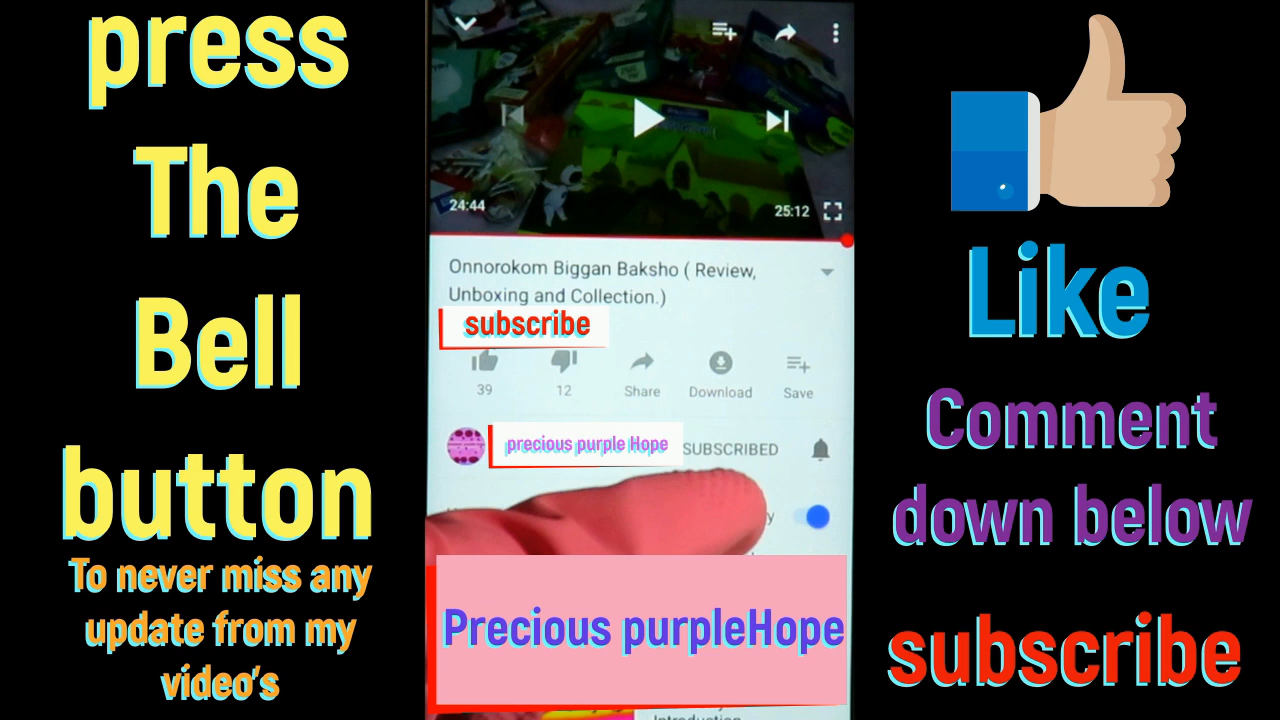 press
The
Bell
button
To never miss any
update from my
video's
24:44
25:12
Onnorokom Biggan Baksho ( Review,
Unboxing and Collection.)
subscribe
39
12
Share
Download
Save
precious purple Hope
SUBSCRIBED
Precious purpleHope
Introduction
Like
Comment
down below
subscribe